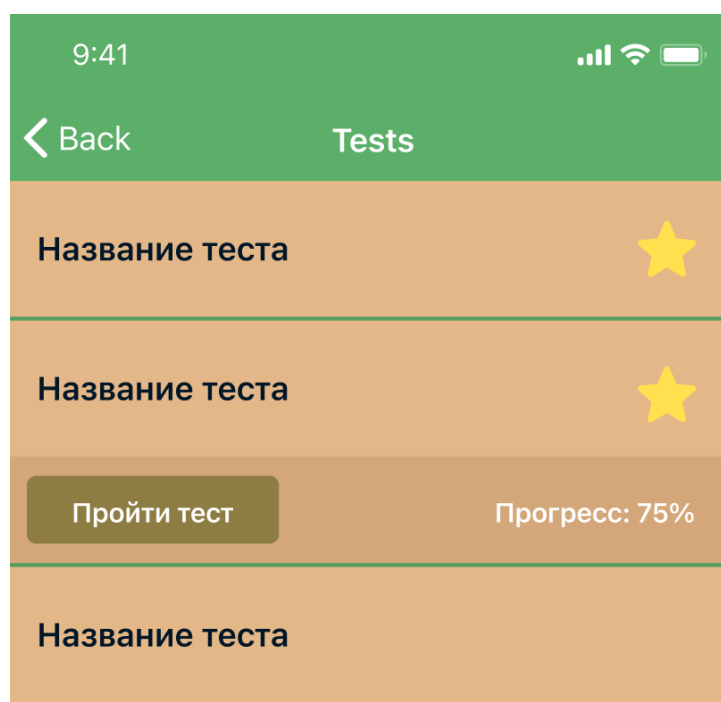 9:41
Back
Tests
Название теста
Название теста
Пройти тест
Прогресс: 75%
Название теста